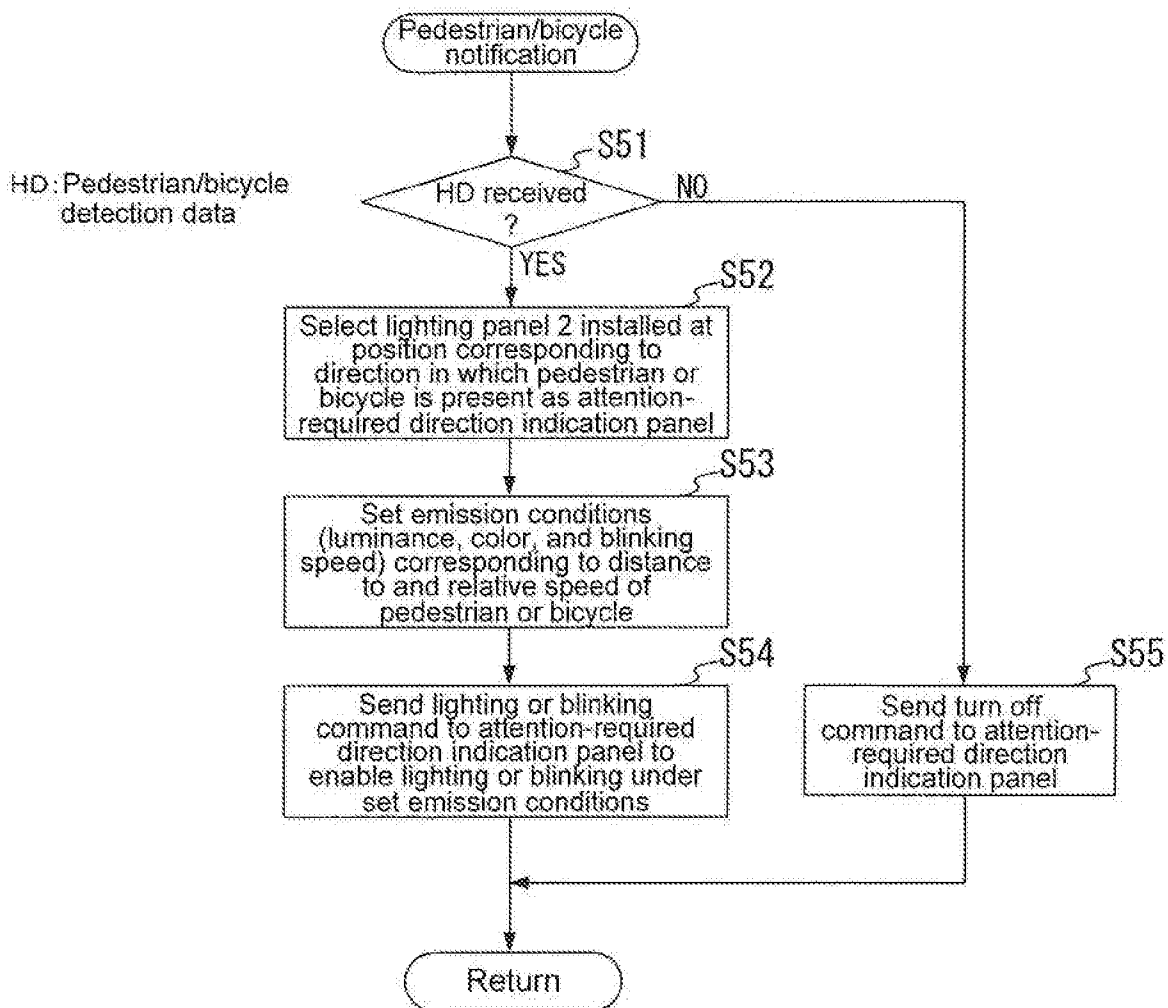 Pedestrian/bicycle
notification
S51
HD:Pedestrian/bicycle
detection data
HD received
?
NO
YES
S52
Select lighting panel 2 installed at
position corresponding to
direction in which pedestrian or
bicycle is present as attention-
required direction indication panel
S53
Set emission conditions
(luminance, color, and blinking
speed) corresponding to distance
to and relative speed of
pedestrian or bicycle
S54
Send lighting or blinking
command to attention-required
direction indication panel to
enable lighting or blinking under
set emission conditions
S55
Send turn off
command to attention-
required direction
indication panel
Return